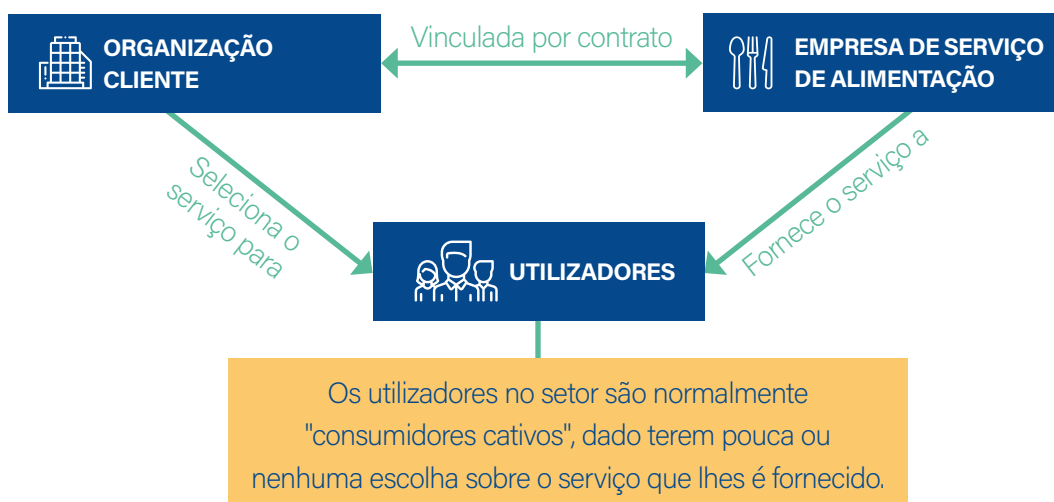 ORGANIZAÇÃO
CLIENTE
Vinculada por contrato
EMPRESA DE SERVIÇO
DE ALIMENTAÇÃO
Seleciona o
serviço para
Fornece o serviço a
UTILIZADORES
Os utilizadores no setor são normalmente
"consumidores cativos", dado terem pouca ou
nenhuma escolha sobre o serviço que lhes é fornecido.